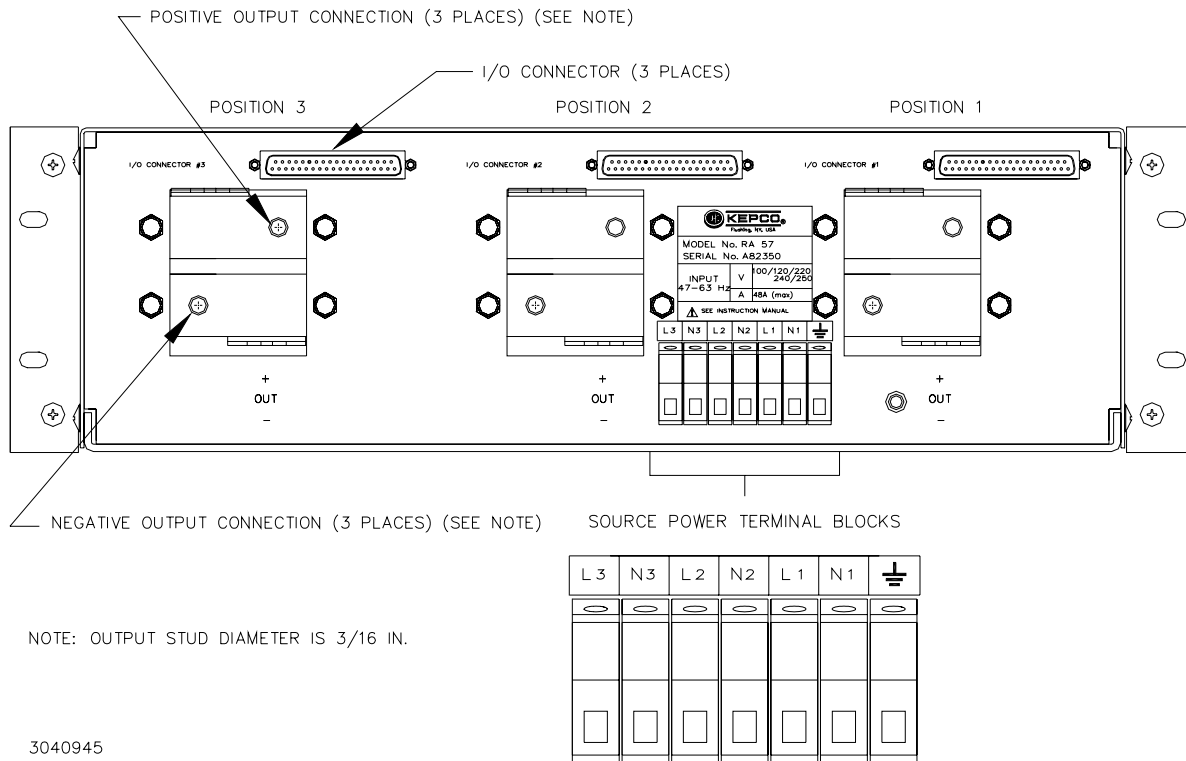 POSITIVE OUTPUT CONNECTION (3 PLACES) (SEE NOTE)
I/O CONNECTOR (3 PLACES)
POSITION 3
POSITION 2
POSITION 1
I/O CONNECTOR #3
I/O CONNECTOR #2
I/O CONNECTOR #1
KEPCO®
Flushing, NY, USA
MODEL No. RA 57
SERIAL No. A82350
INPUT
47-63 Hz
V
100/120/220
240/250
A
48A (max)
SEE INSTRUCTION MANUAL
L3 N3 L2 N2 L1 N1
+
OUT
-
+
OUT
-
+
OUT
-
NEGATIVE OUTPUT CONNECTION (3 PLACES) (SEE NOTE)
SOURCE POWER TERMINAL BLOCKS
L3 N3 L2 N2 L1 N1
NOTE: OUTPUT STUD DIAMETER IS 3/16 IN.
3040945